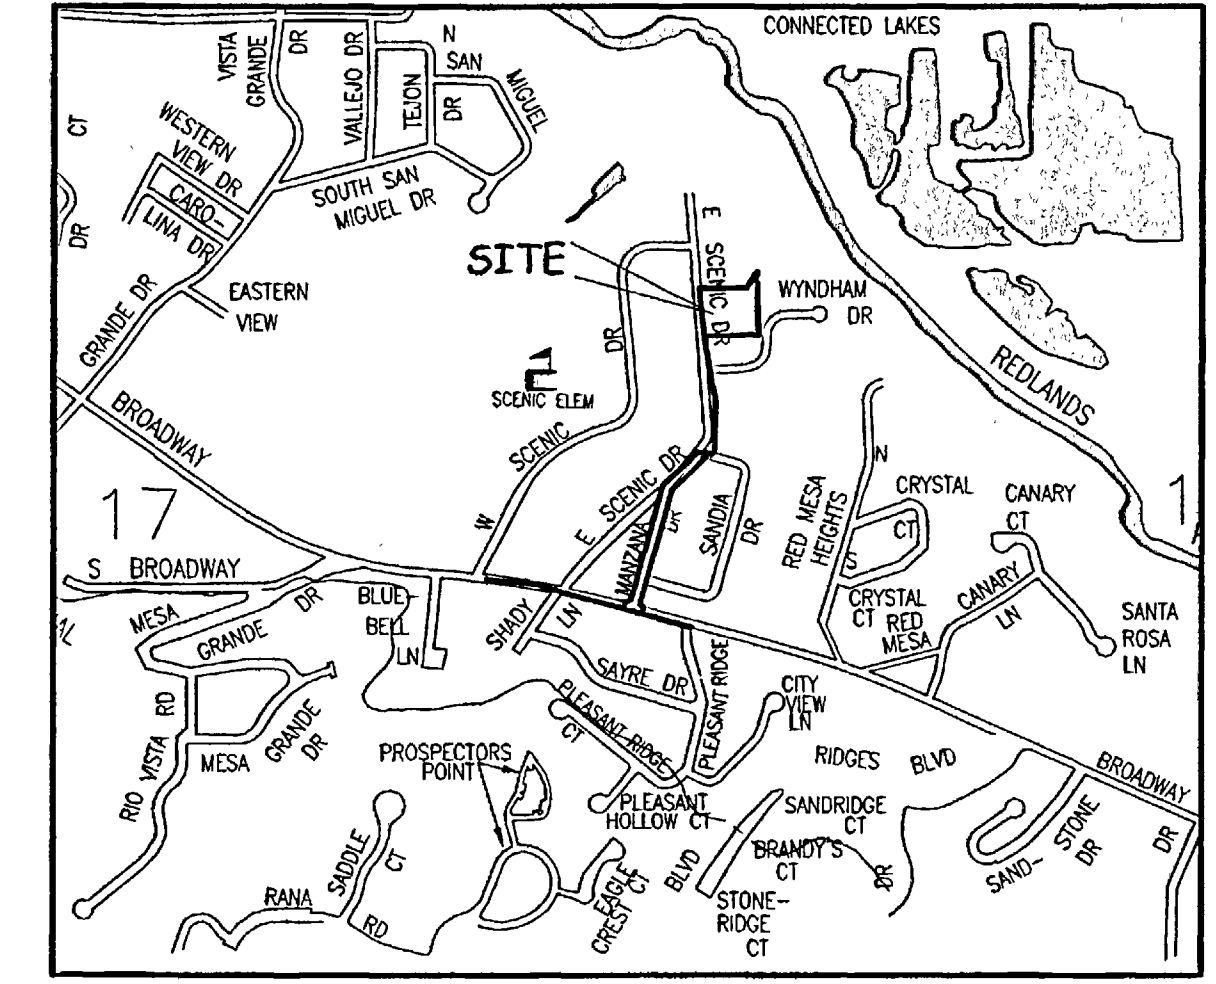 CONNECTED LAKES
VISTA
GRANDE
DR
VALLEJO DR
TEJON
DR
N
SAN
MIGUEL
CT
WESTERN
VIEW DR
CARO-
LINA DR
SOUTH SAN
MIGUEL DR
DR
EASTERN
VIEW
GRANDE DR
SITE
E SCENIC DR
WYNDHAM
DR
DR
SCENIC ELEM
REDLANDS
BROADWAY
SCENIC
W
E SCENIC DR
17
1
N
RED MESA
HEIGHTS
CRYSTAL
CT
CANARY
CT
SANDIA
DR
MANZANA
DR
S
S BROADWAY
CRYSTAL
CT
RED
MESA
CANARY
LN
SANTA
ROSA
LN
MESA
GRANDE
DR
BLUE-
BELL
LN
SHADY
LN
SAYRE DR
PLEASANT RIDGE
CITY
VIEW
LN
PLEASANT RIDGE
CT
RIO VISTA RD
MESA
GRANDE
DR
PROSPECTORS
POINT
RIDGES BLVD
BROADWAY
PLEASANT
HOLLOW CT
SANDRIDGE
CT
BRANDY'S
CT
DR
SAND-
STONE
DR
DR
SADDLE
CT
RANA
RD
EAGLE
CREST CT
BLVD
STONE-
RIDGE
CT